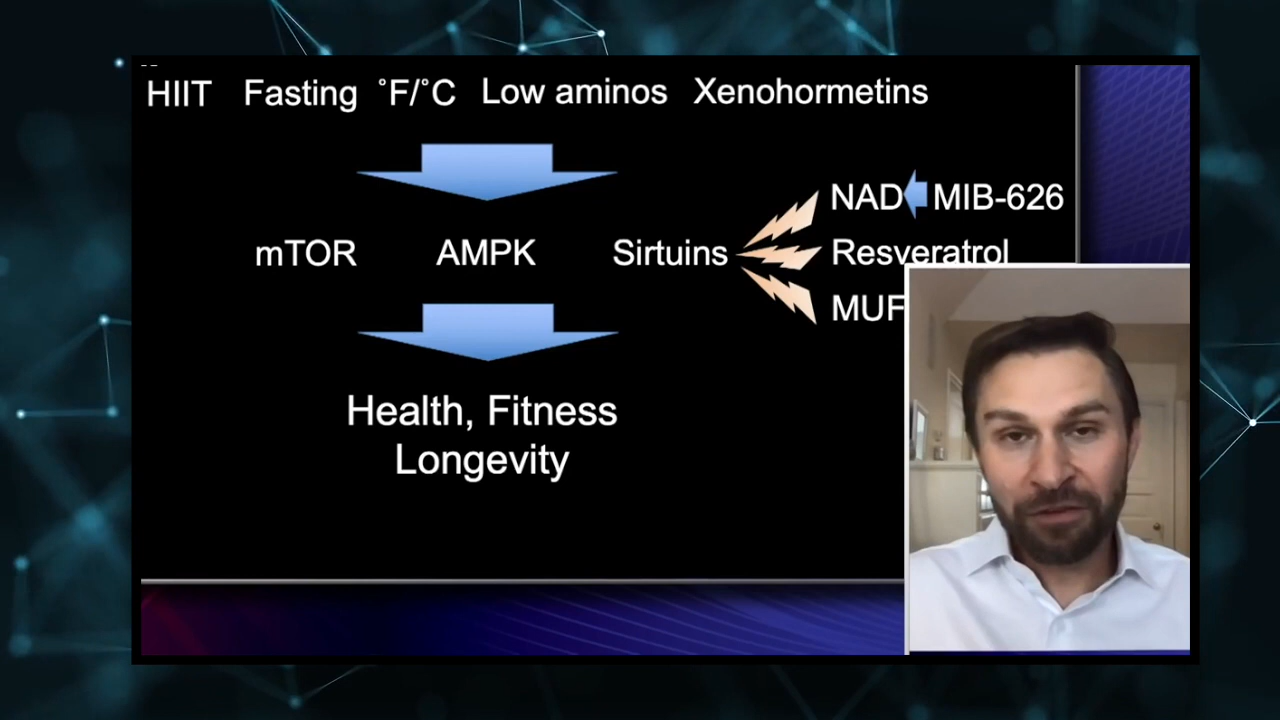 HIIT Fasting °F/°C Low aminos Xenohormetins
NAD MIB-626
mTOR AMPK Sirtuins Resveratrol
MUF
Health, Fitness
Longevity